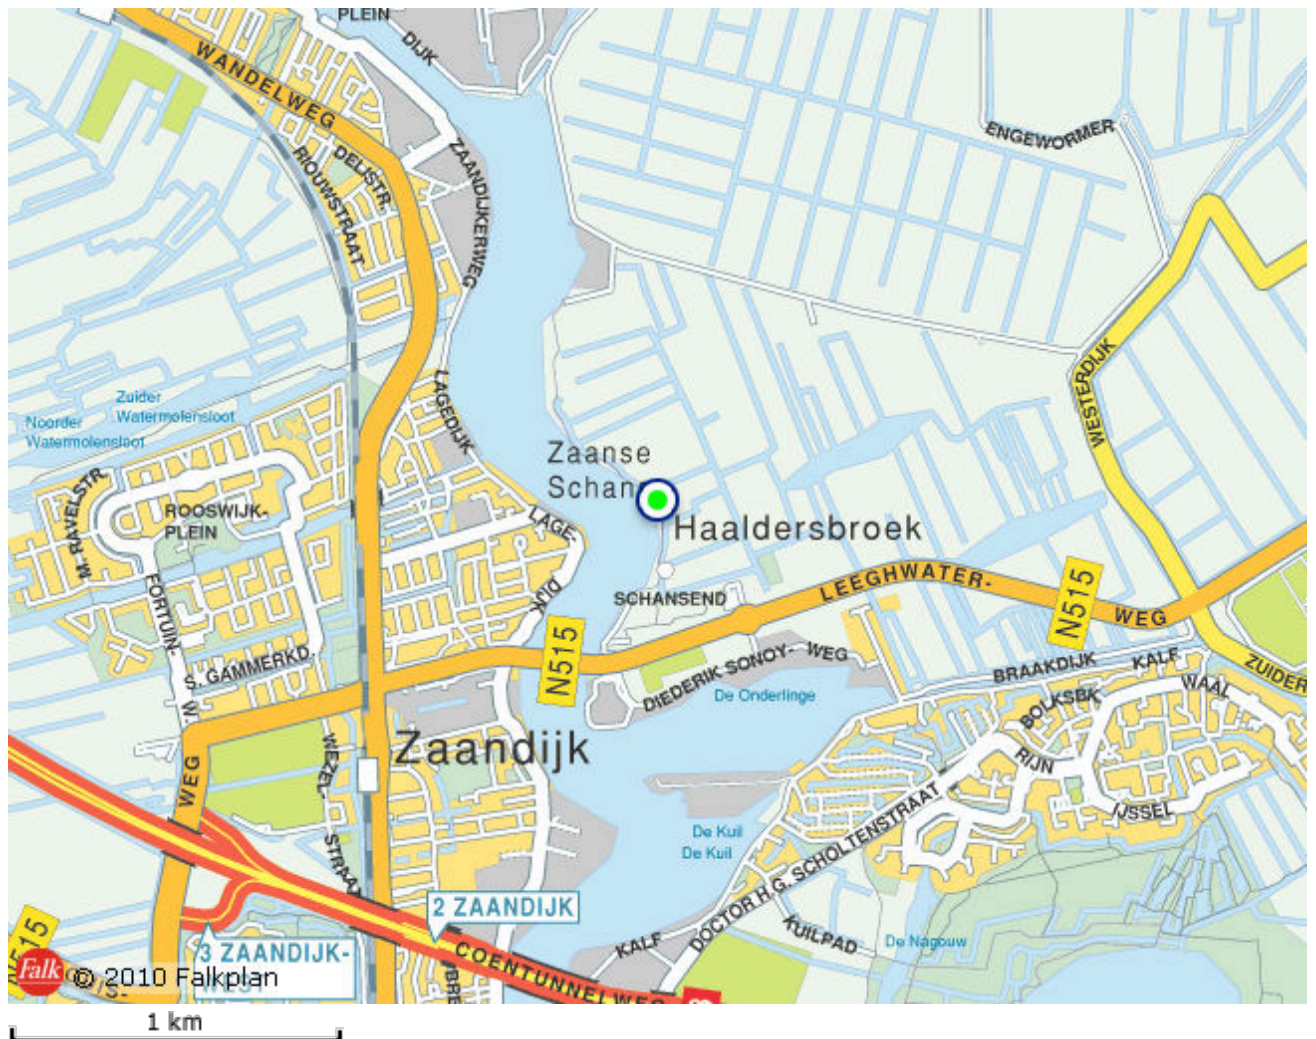 PLEIN
DIJK
WANDELWEG
ZAANDIJKERWEG
ENGEWORMER
DELISTR.
RIOUWSTRAAT
WESTERDIJK
LAGEDIJK
Zuider
Watermolensloot
Noorder
Watermolensloot
Zaanse
Schans
M. RAVELSTR.
ROOSWIJK-
PLEIN
LAGE-
DIJK
Haaldersbroek
FORTUIN-
W.
SCHANSEND
LEEGHWATER-
WEG
N515
N515
S. GAMMERKD.
DIEDERIK SONOY-
WEG
BRAAKDIJK
KALF
ZUIDER
De Onderlinge
BOLKSBK
WAAL
RIJN
IJSSEL
Zaandijk
WEG
WEZEL-
STRAAT
De Kuil
De Kuil
DOCTOR H.G. SCHOLTENSTRAAT
2 ZAANDIJK
KUILPAD
KALF
De Nagouw
COENTUNNELWEG
3 ZAANDIJK-
Falk
© 2010 Falkplan
1 km